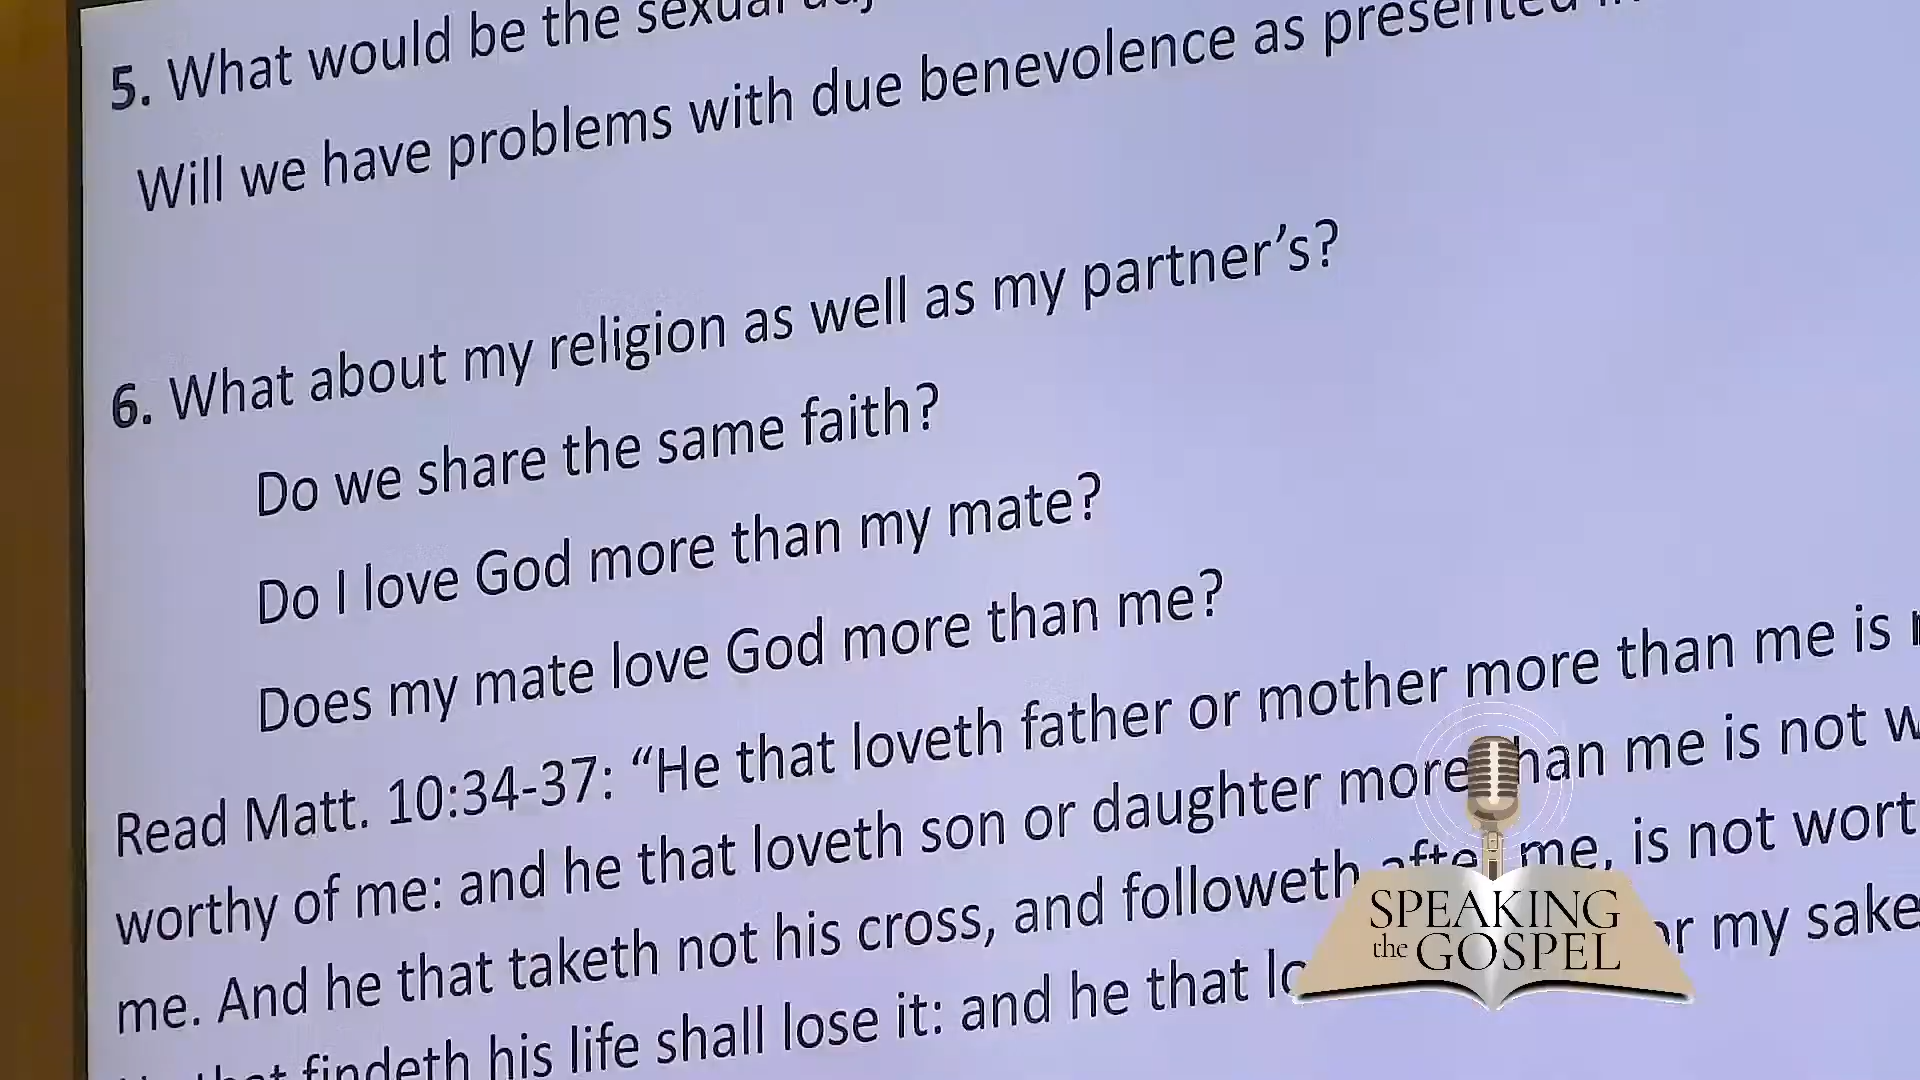 5. What would be the sexual
Will we have problems with due benevolence as presented
6. What about my religion as well as my partner’s?
Do we share the same faith?
Do I love God more than my mate?
Does my mate love God more than me?
Read Matt. 10:34-37: “He that loveth father or mother more than me is
worthy of me: and he that loveth son or daughter more than me is not
me. And he that taketh not his cross, and followeth after me, is not
that findeth his life shall lose it: and he that my sake
SPEAKING
the GOSPEL